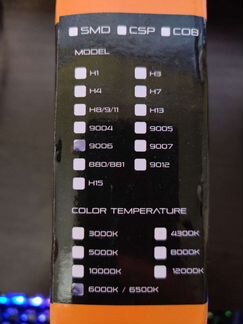 SMD CSP COB
MODEL
H1 H3
H4 H7
H8/9/11 H13
9004 9005
9006 9007
880/881 9012
H15
COLOR TEMPERATURE
3000K 4300K
5000K 8000K
10000K 12000K
6000K / 6500K